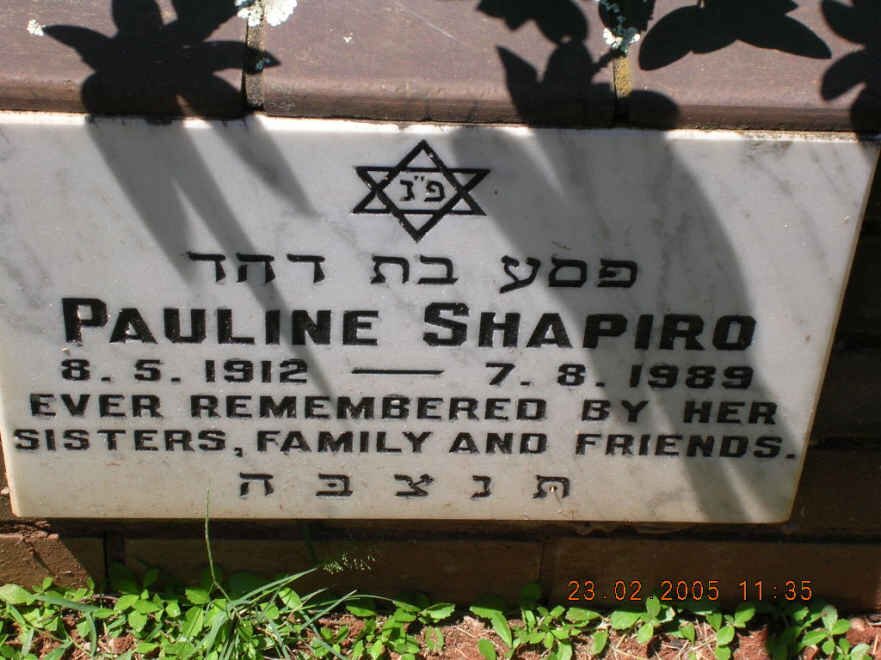 פ"נ
פסע בת דהד
PAULINE SHAPIRO
8. 5. 1912 — 7. 8. 1989
EVER REMEMBERED BY HER
SISTERS, FAMILY AND FRIENDS.
ת נ צ ב ה
23.02.2005 11:35